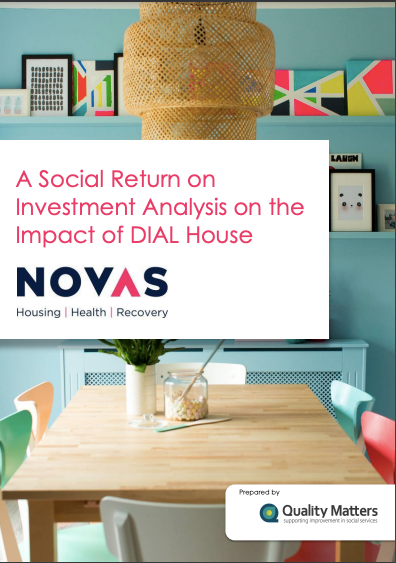 LAUGH
A Social Return on
Investment Analysis on the
Impact of DIAL House
NOVAS
Housing | Health | Recovery
Prepared by
Quality Matters
supporting improvement in social services